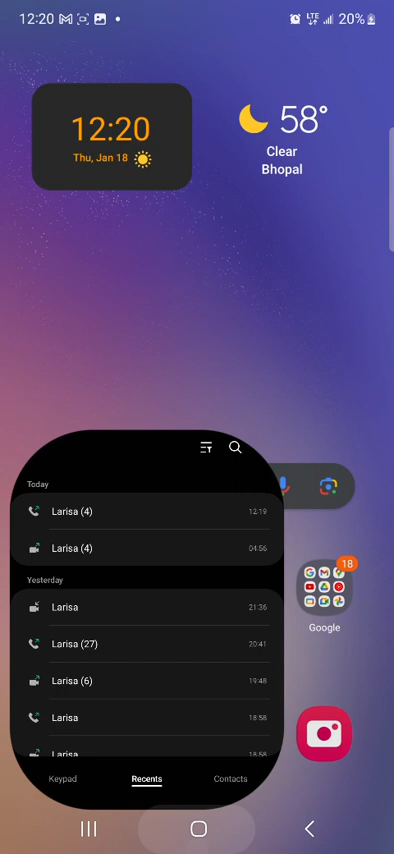 12:20
LTE
20%
12:20
Thu, Jan 18
58°
Clear
Bhopal
Today
Larisa (4) 12:19
Larisa (4) 04:56
Yesterday
Larisa 21:36
Larisa (27) 20:41
Larisa (6) 19:48
Larisa 18:58
Larisa 18:58
Keypad Recents Contacts
18
Google